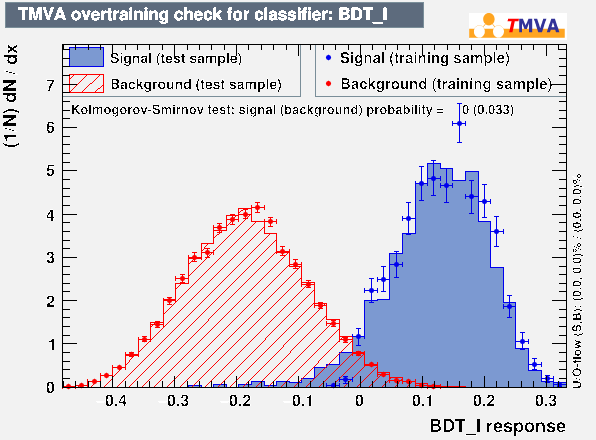 TMVA overtraining check for classifier: BDT_I
TMVA
Signal (test sample)
Background (test sample)
Signal (training sample)
Background (training sample)
Kolmogorov-Smirnov test: signal (background) probability = 0 (0.033)
(1/N) dN / dx
7
6
5
4
3
2
1
0
-0.4 -0.3 -0.2 -0.1 0 0.1 0.2 0.3
BDT_I response
U/O-flow (S,B): (0.0, 0.0)% / (0.0, 0.0)%